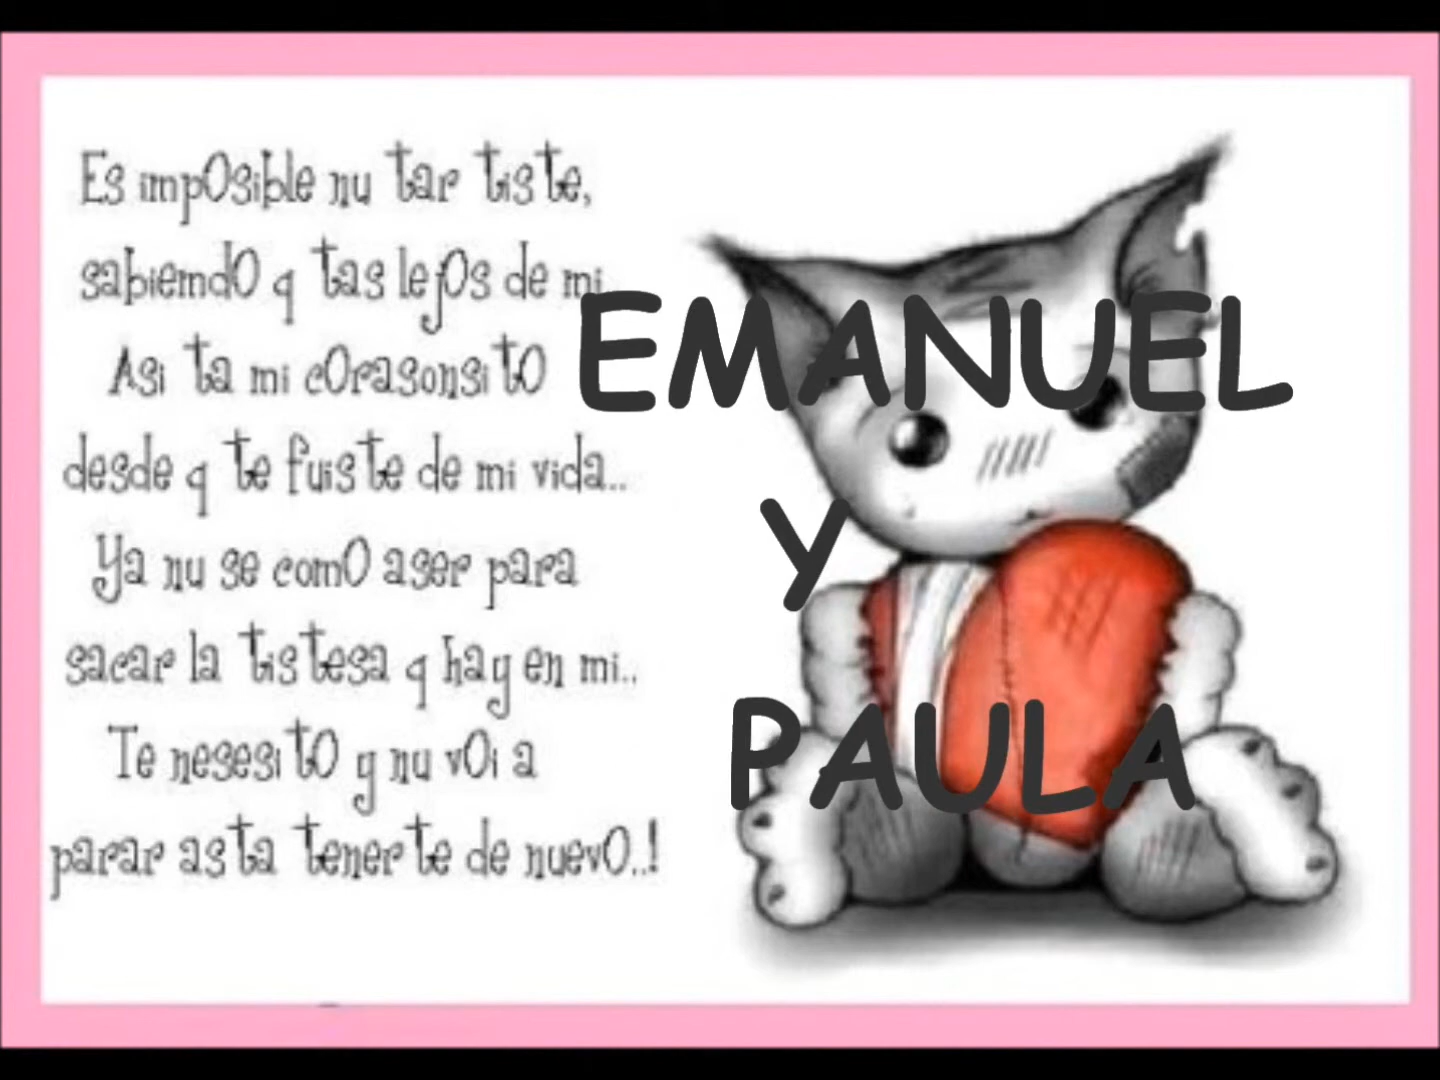 Es impOsible nu tar tiste,
sabiendO q tas lejOs de mi..
Asi ta mi cOrasonsitO
desde q te fuiste de mi vida..
Ya nu se comO aser para
sacar la tistesa q hay en mi..
Te nesesitO y nu vOi a
parar asta tenerte de nuevO..!
EMANUEL
Y
PAULA